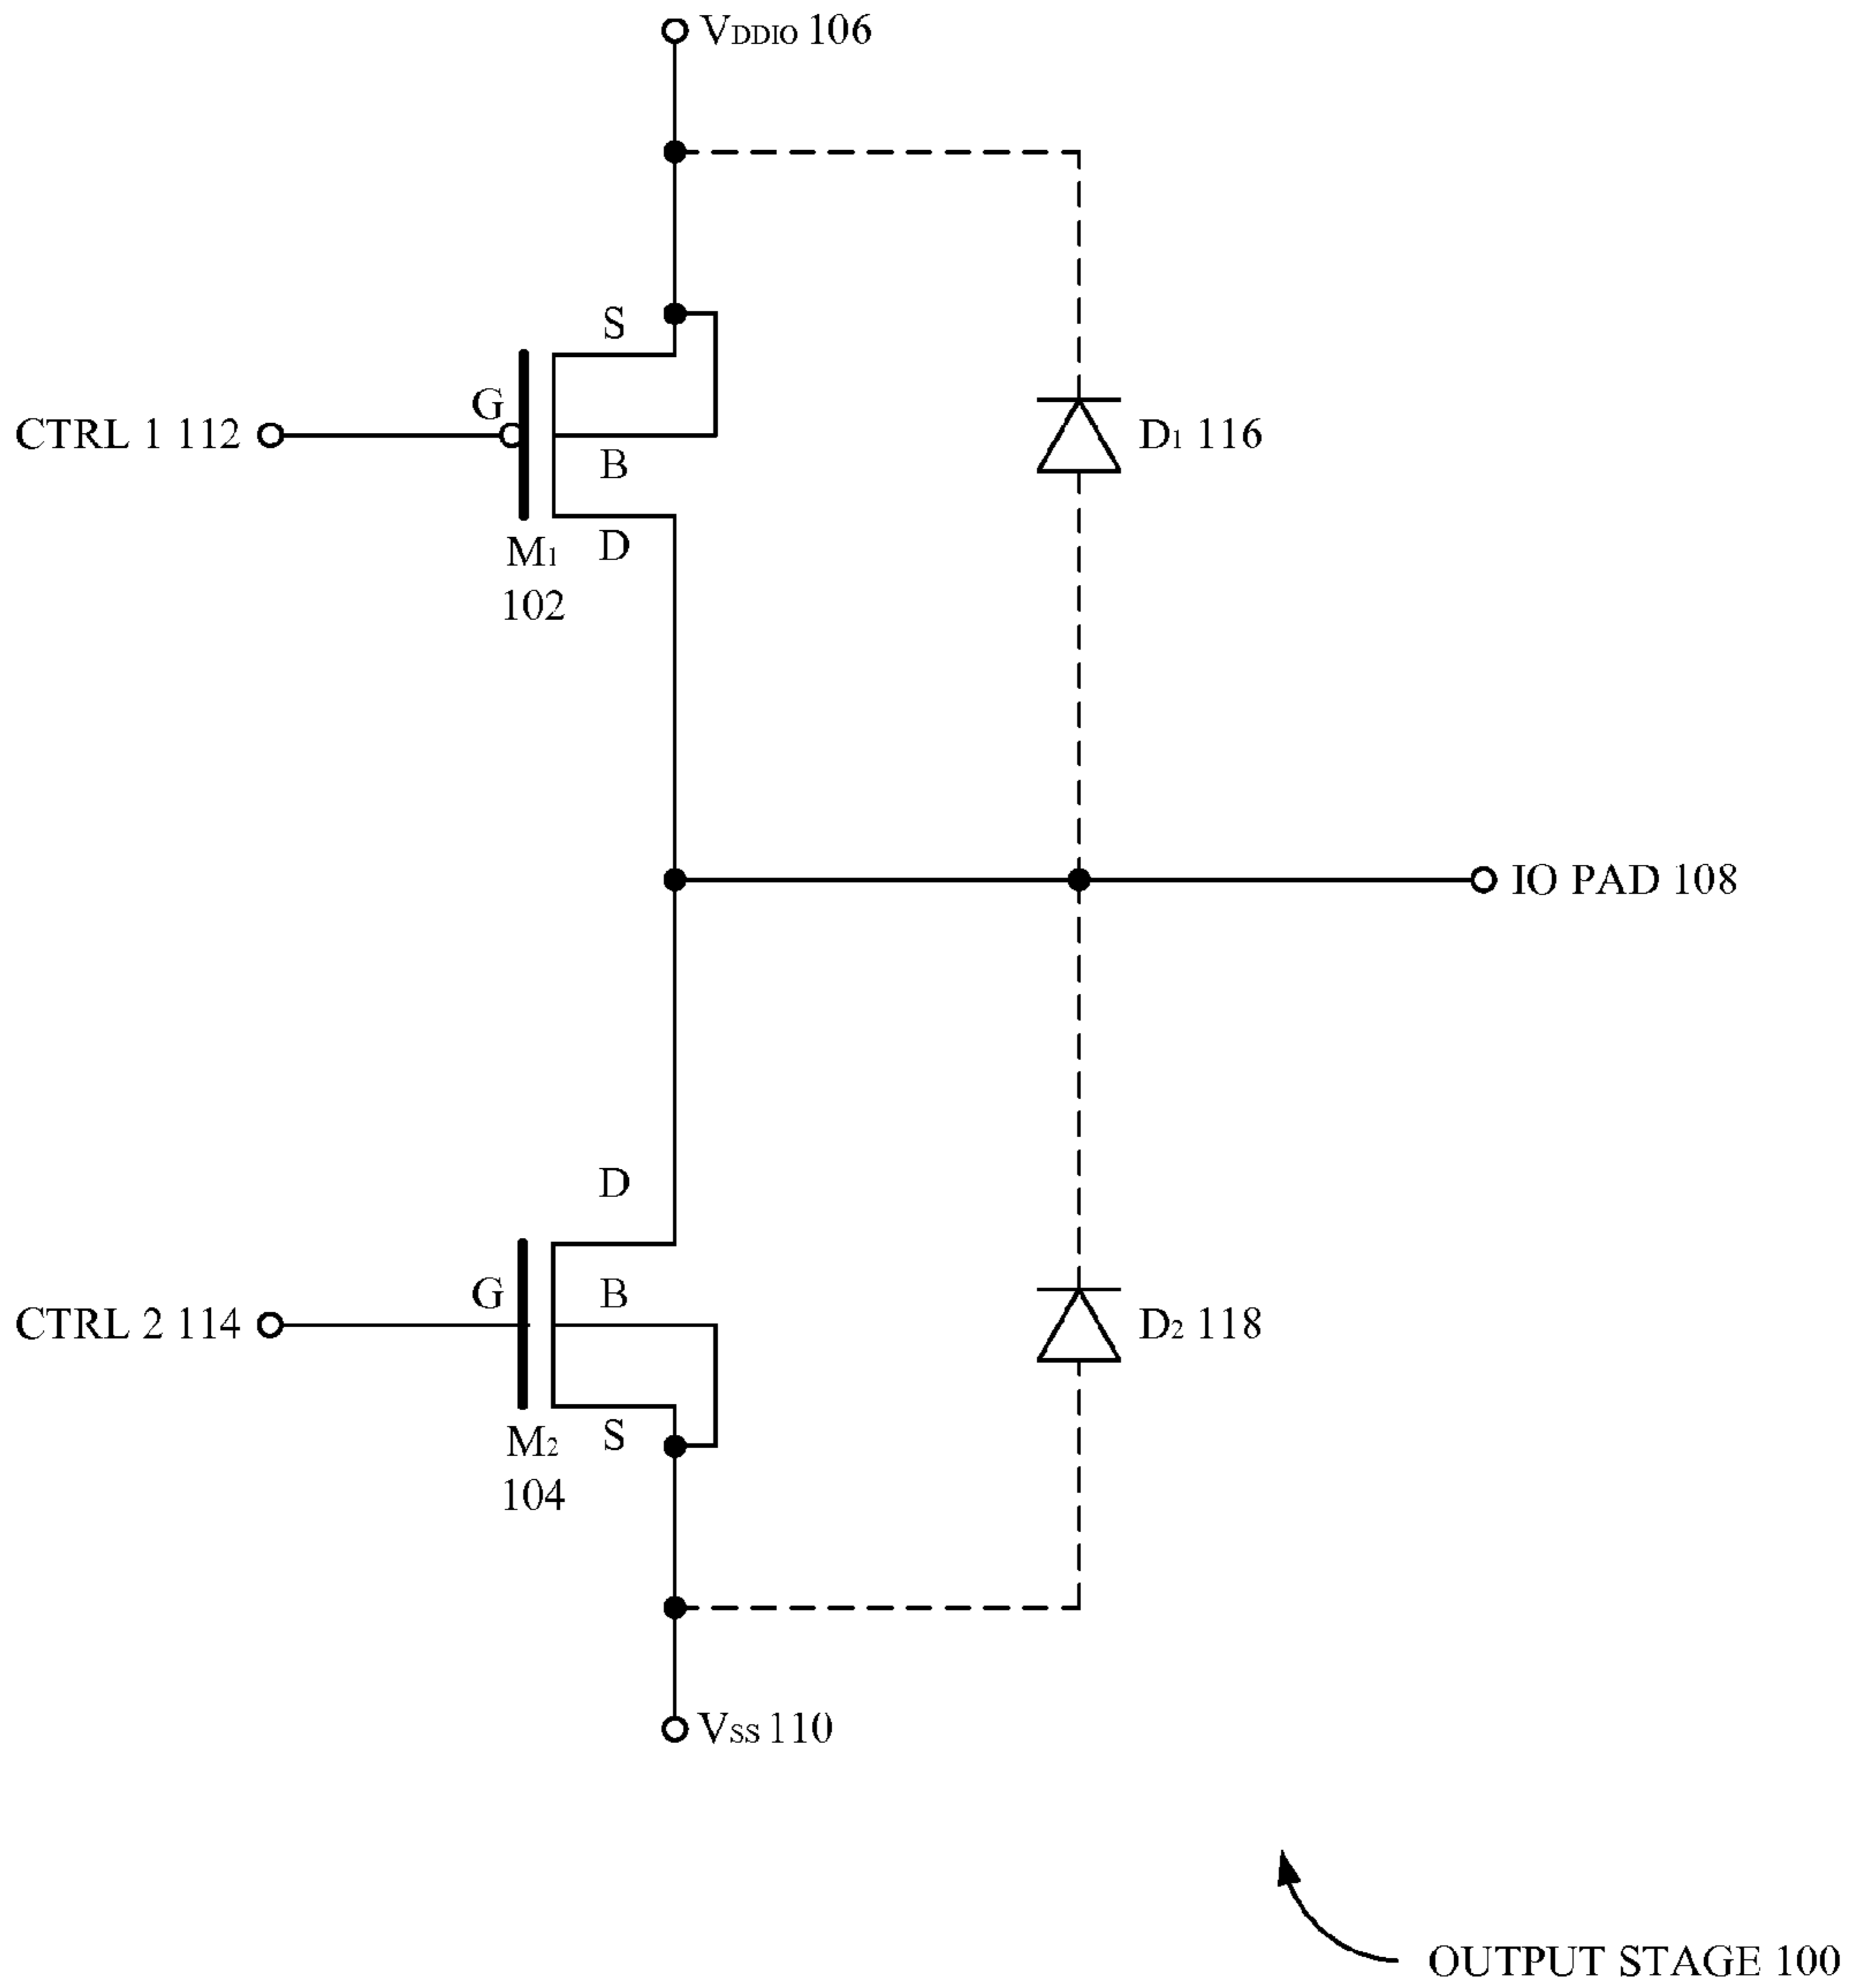 VDDIO 106
S
G
CTRL 1 112
B
D1 116
D
M1
102
IO PAD 108
D
G
B
CTRL 2 114
D2 118
S
M2
104
VSS 110
OUTPUT STAGE 100